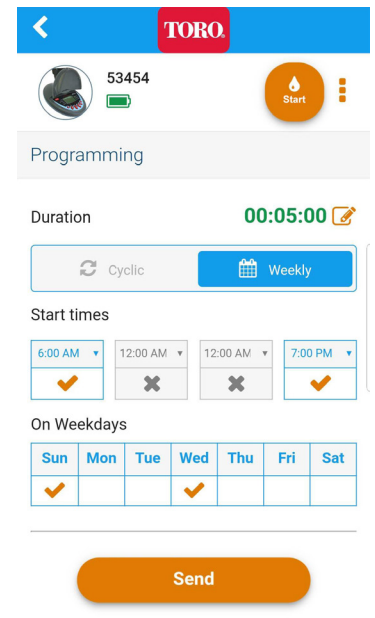 TORO.
53454
Start
Programming
Duration 00:05:00
Cyclic Weekly
Start times
6:00 AM 12:00 AM 12:00 AM 7:00 PM
On Weekdays
Sun Mon Tue Wed Thu Fri Sat
Send